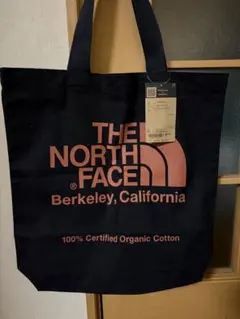 THE
NORTH
FACE
®
Berkeley, California
100% Certified Organic Cotton